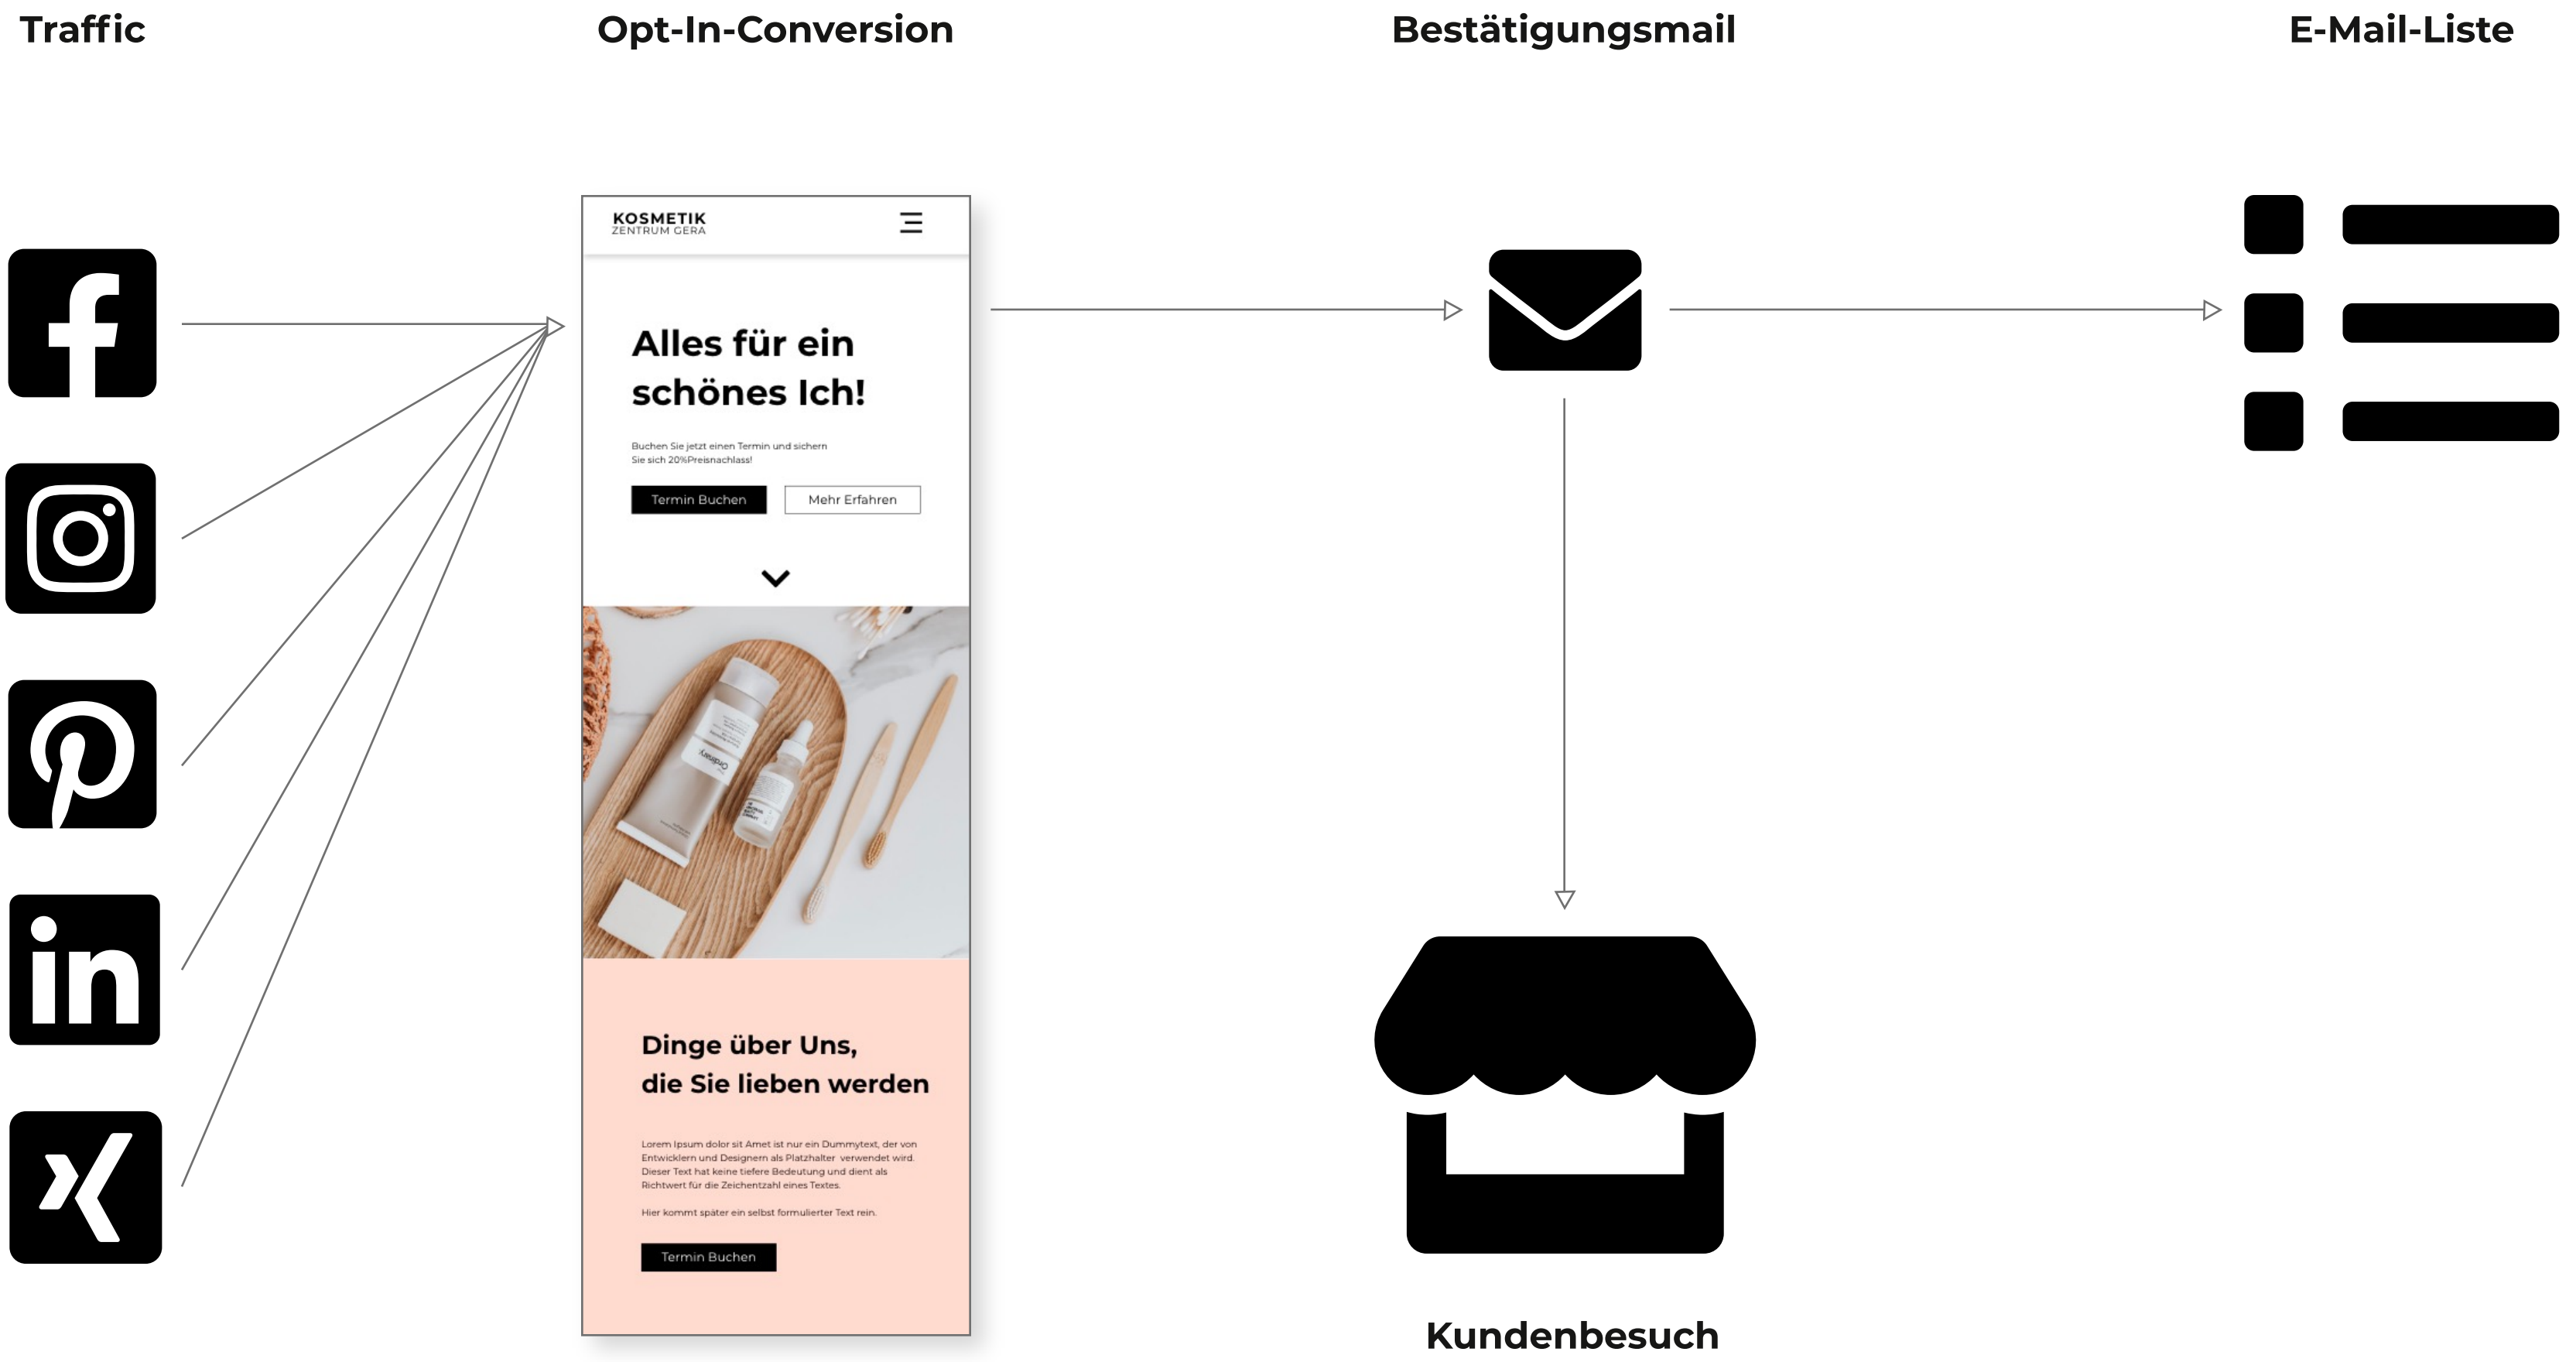 Traffic
Opt-In-Conversion
Bestätigungsmail
E-Mail-Liste
KOSMETIK
ZENTRUM GERA
Alles für ein
schönes Ich!
Buchen Sie jetzt einen Termin und sichern
Sie sich 20%Preisnachlass!
Termin Buchen
Mehr Erfahren
Ordinary.
Dinge über Uns,
die Sie lieben werden
Lorem Ipsum dolor sit Amet ist nur ein Dummytext, der von
Entwicklern und Designern als Platzhalter  verwendet wird.
Dieser Text hat keine tiefere Bedeutung und dient als
Richtwert für die Zeichentzahl eines Textes.
Hier kommt später ein selbst formulierter Text rein.
Termin Buchen
in
Kundenbesuch